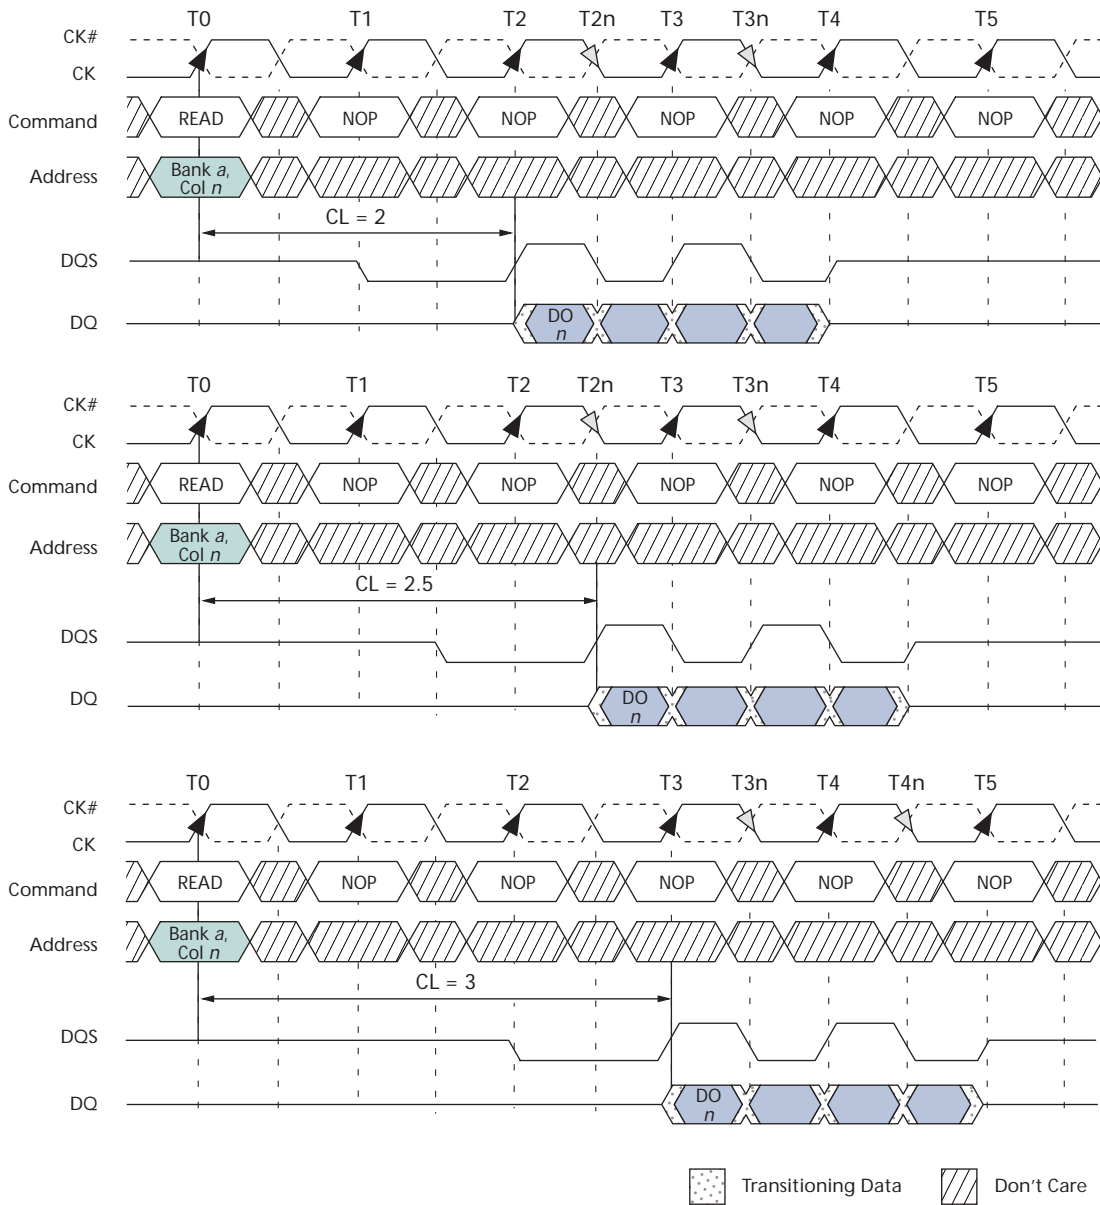 T0 T1 T2 T2n T3 T3n T4 T5
CK#
CK
Command READ NOP NOP NOP NOP NOP
Address Bank a,
Col n
CL = 2
DQS
DQ DO
n
T0 T1 T2 T2n T3 T3n T4 T5
CK#
CK
Command READ NOP NOP NOP NOP NOP
Address Bank a,
Col n
CL = 2.5
DQS
DQ DO
n
T0 T1 T2 T3 T3n T4 T4n T5
CK#
CK
Command READ NOP NOP NOP NOP NOP
Address Bank a,
Col n
CL = 3
DQS
DQ DO
n
Transitioning Data Don't Care